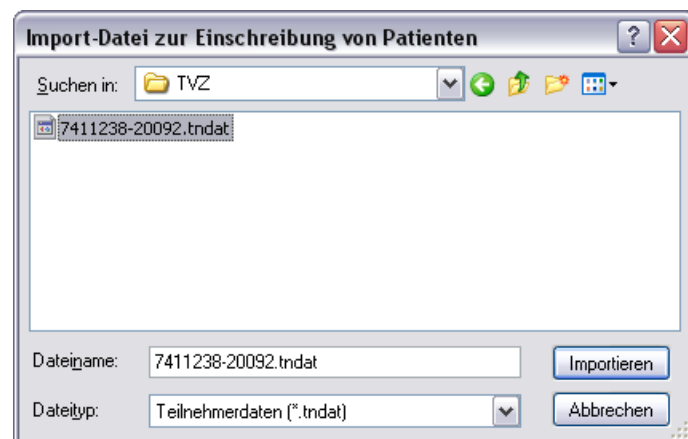 Import-Datei zur Einschreibung von Patienten
Suchen in: TVZ
7411238-20092.tndat
Dateiname: 7411238-20092.tndat Importieren
Dateityp: Teilnehmerdaten (*.tndat) Abbrechen